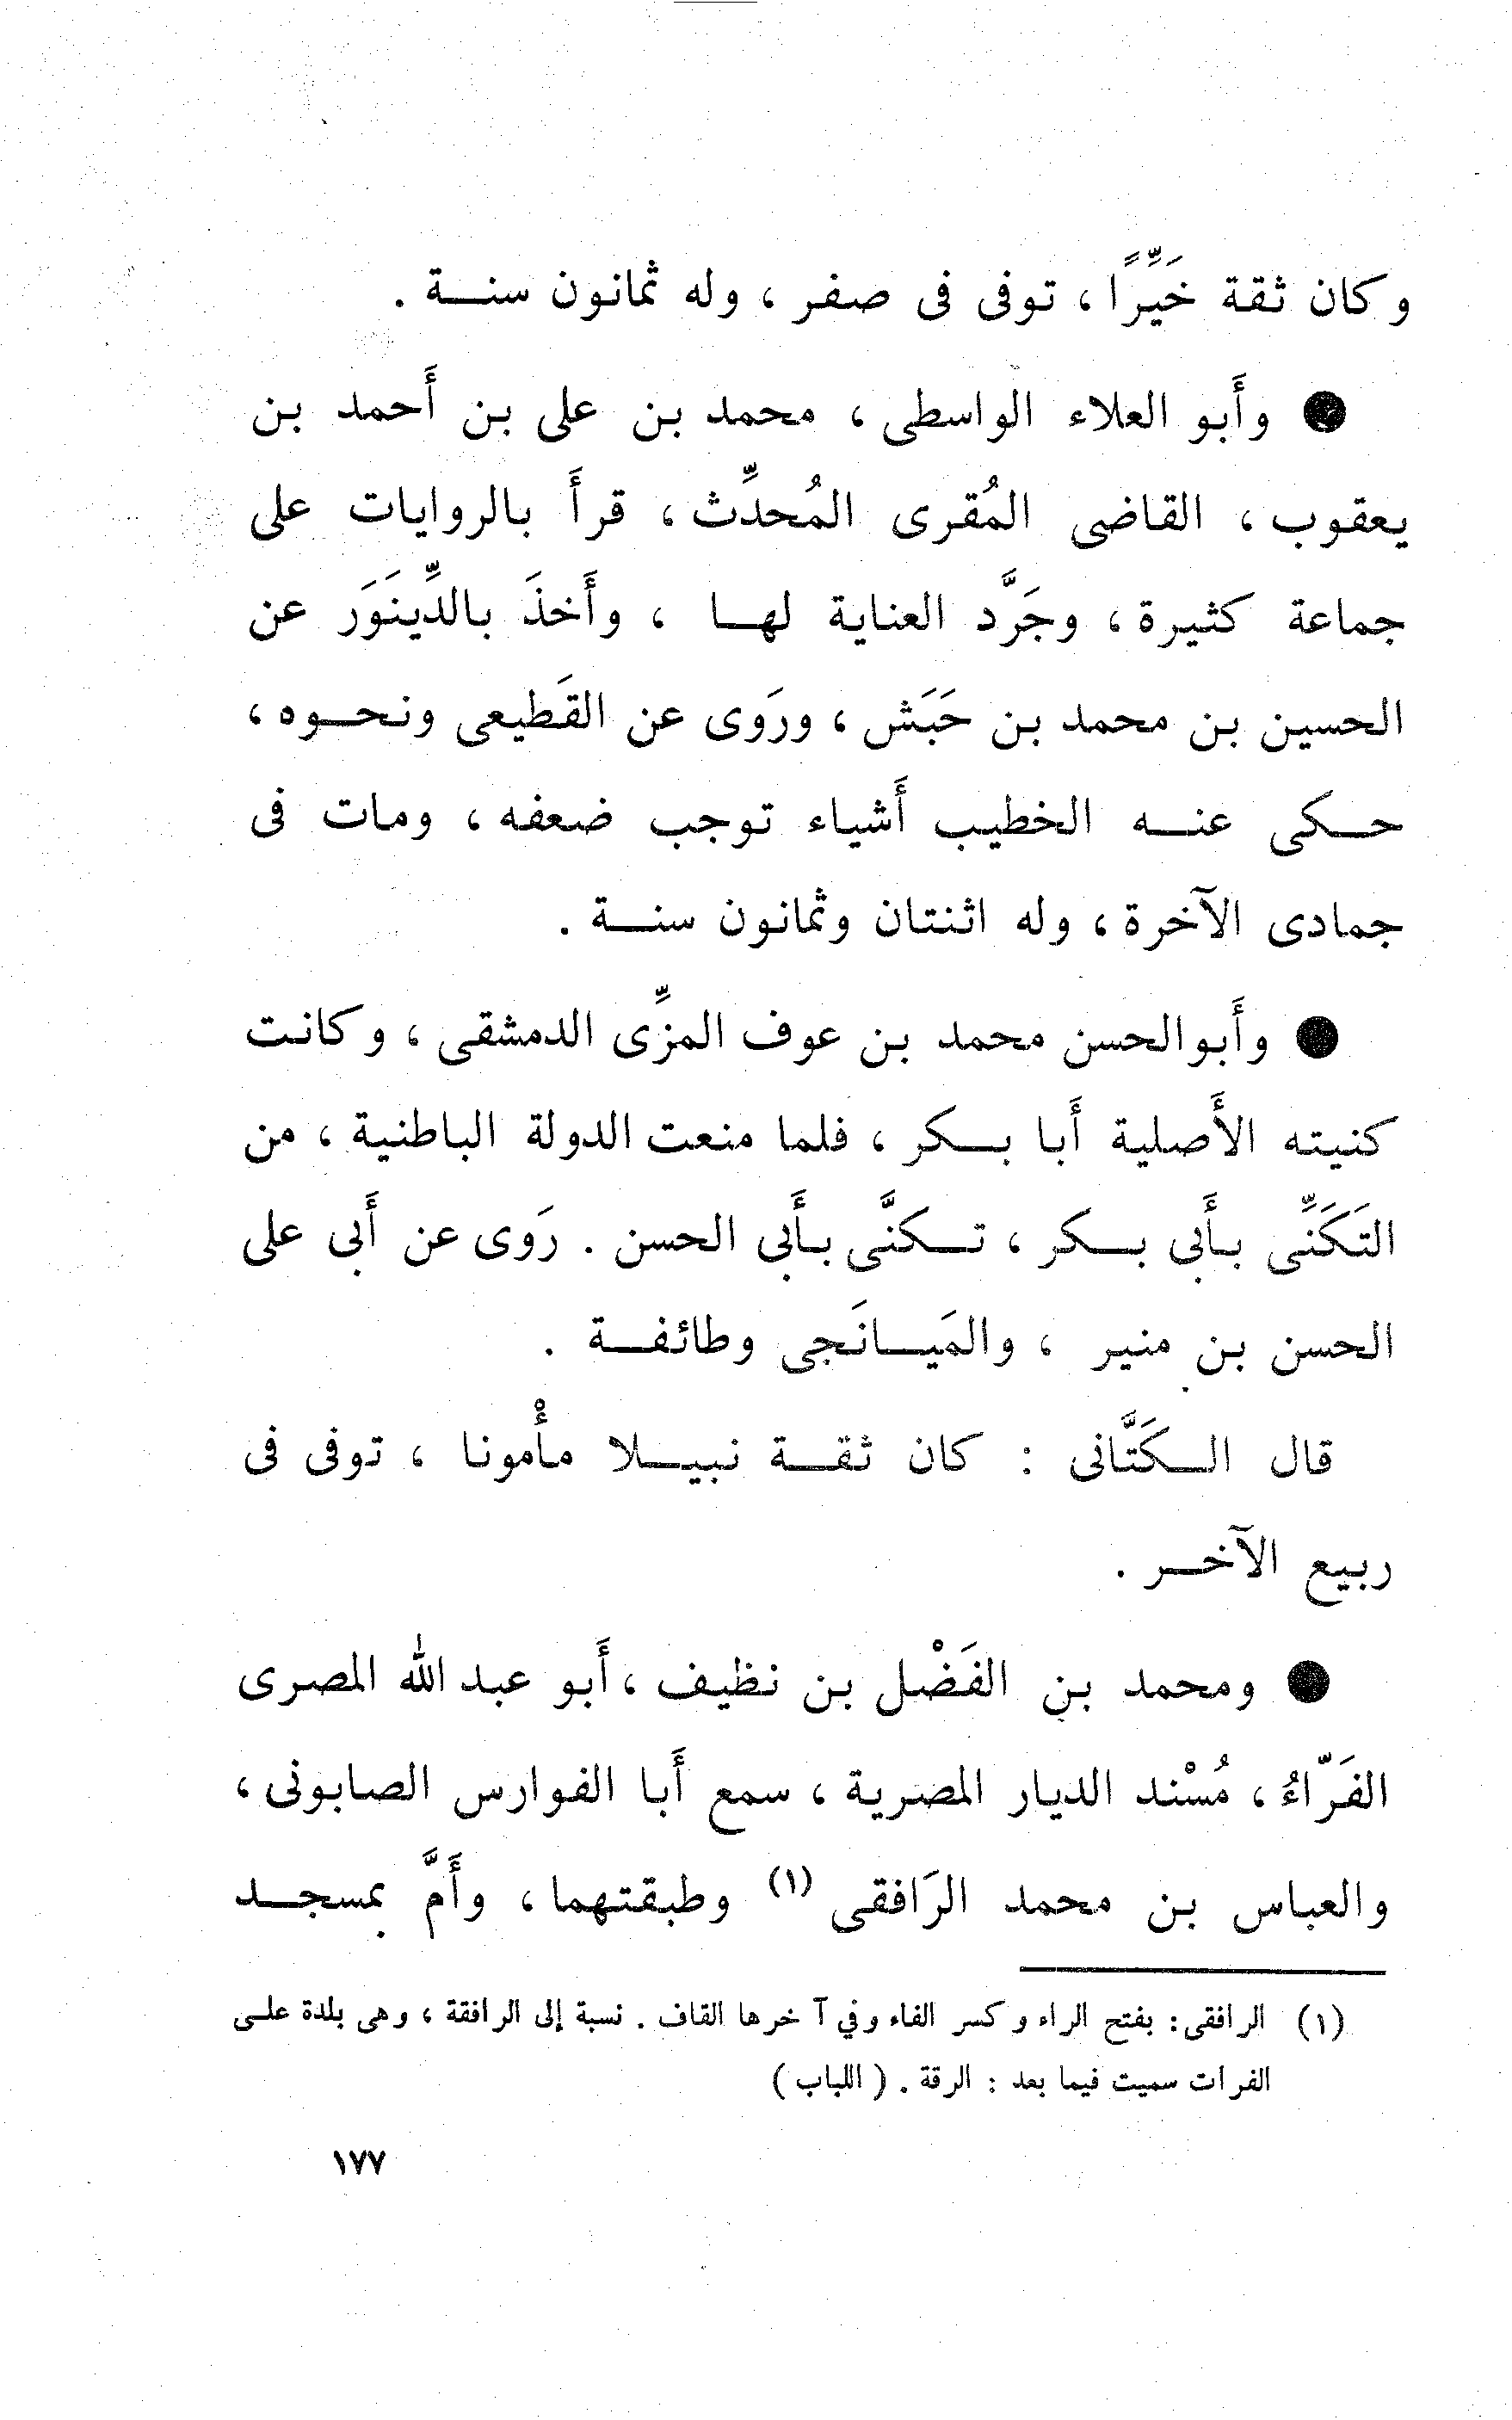 وكان ثقة خَيِّرًا ، توفى فى صفر ، وله ثمانون سنة .
● وأَبو العلاء الواسطى ، محمد بن على بن أَحمد بن
يعقوب ، القاضى المُقرى المُحدِّث ، قرأَ بالروايات على
جماعة كثيرة ، وجَرَّد العناية لها ، وأَخذَ بالدِّينَوَر عن
الحسين بن محمد بن حَبَش ، ورَوى عن القَطيعى ونحوه ،
حكى عنه الخطيب أَشياء توجب ضعفه ، ومات فى
جمادى الآخرة ، وله اثنتان وثمانون سنة .
● وأَبو الحسن محمد بن عوف المزِّى الدمشقى ، وكانت
كنيته الأَصلية أَبا بكر ، فلما منعت الدولة الباطنية ، من
التَكَنِّى بأَبى بكر ، تكنَّى بأَبى الحسن . رَوى عن أَبى على
الحسن بن منير ، والمَيانَجى وطائفة .
قال الكَتَّانى : كان ثقة نبيلا مأْمونا ، توفى فى
ربيع الآخر .
● ومحمد بن الفَضْل بن نظيف ، أَبو عبد الله المصرى
الفَرّاءُ ، مُسْند الديار المصرية ، سمع أَبا الفوارس الصابونى ،
والعباس بن محمد الرَافقى (١) وطبقتهما ، وأَمَّ بمسجد
(١) الرافقى : بفتح الراء وكسر الفاء وفي آخرها القاف . نسبة إلى الرافقة ، وهى بلدة على
الفرات سميت فيما بعد : الرقة . ( اللباب )
١٧٧